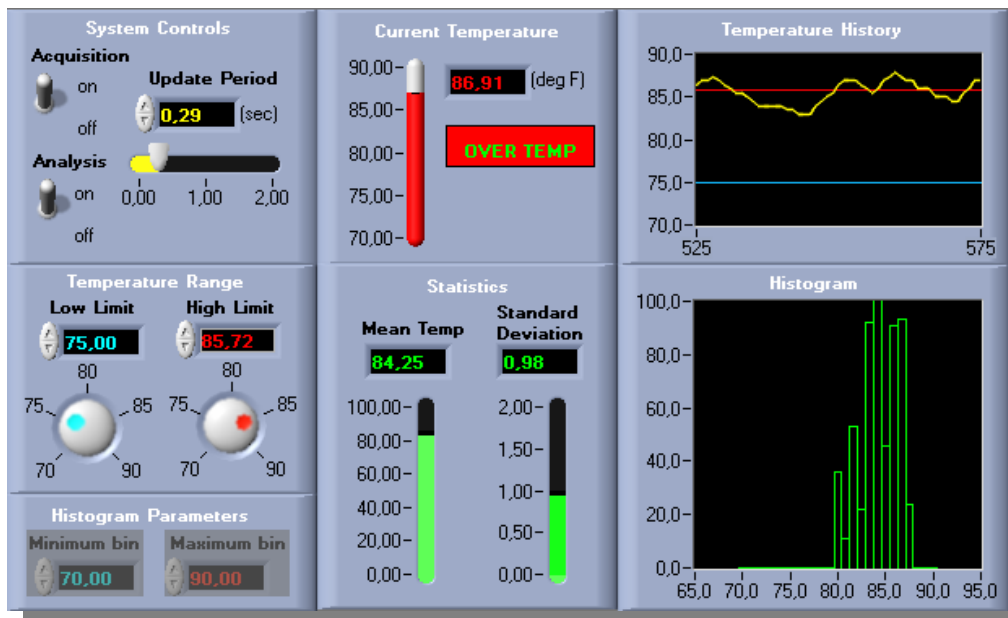 System Controls
Acquisition
on
off
Update Period
0,29 (sec)
0,00 1,00 2,00
Analysis
on
off
Current Temperature
90,00
85,00
80,00
75,00
70,00
86,91 (deg F)
OVER TEMP
Temperature History
90,0
85,0
80,0
75,0
70,0
525 575
Temperature Range
Low Limit
75,00
70 75 80 85 90
High Limit
85,72
70 75 80 85 90
Statistics
Mean Temp
84,25
100,00
80,00
60,00
40,00
20,00
0,00
Standard
Deviation
0,98
2,00
1,50
1,00
0,50
0,00
Histogram
100,0
80,0
60,0
40,0
20,0
0,0
65,0 70,0 75,0 80,0 85,0 90,0 95,0
Histogram Parameters
Minimum bin
70,00
Maximum bin
90,00